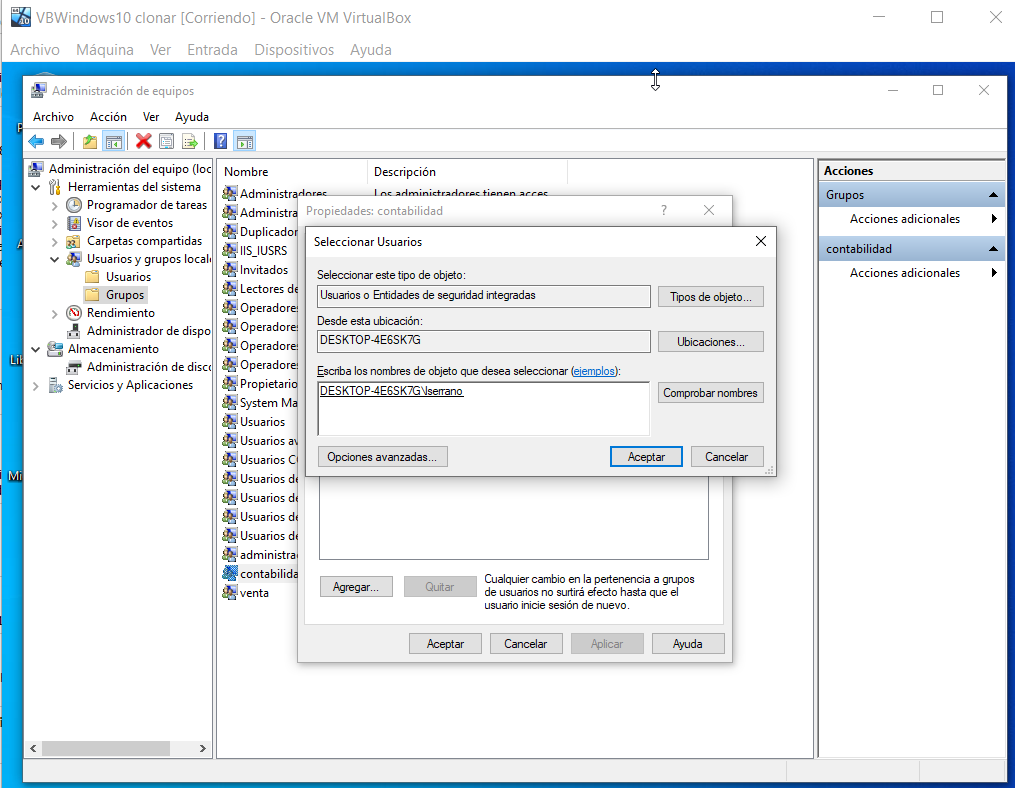 VBWindows10 clonar [Corriendo] - Oracle VM VirtualBox
Archivo Máquina Ver Entrada Dispositivos Ayuda
Administración de equipos
Archivo Acción Ver Ayuda
Administración del equipo (loc
Herramientas del sistema
Programador de tareas
Visor de eventos
Carpetas compartidas
Usuarios y grupos local
Usuarios
Grupos
Rendimiento
Administrador de dispo
Almacenamiento
Administración de disco
Servicios y Aplicaciones
Nombre Descripción
Administradores Los administradores tienen acces
Administra
Duplicador
IIS_IUSRS
Invitados
Lectores de
Operadores
Operadores
Operadores
Operadores
Propietario
System Ma
Usuarios
Usuarios av
Usuarios CO
Usuarios de
Usuarios de
Usuarios de
Usuarios de
administra
contabilida
venta
Propiedades: contabilidad
?
Seleccionar Usuarios
Seleccionar este tipo de objeto:
Usuarios o Entidades de seguridad integradas
Tipos de objeto...
Desde esta ubicación:
DESKTOP-4E6SK7G
Ubicaciones...
Escriba los nombres de objeto que desea seleccionar (ejemplos):
DESKTOP-4E6SK7G\lserrano
Comprobar nombres
Opciones avanzadas... Aceptar Cancelar
Agregar... Quitar
Cualquier cambio en la pertenencia a grupos
de usuarios no surtirá efecto hasta que el
usuario inicie sesión de nuevo.
Aceptar Cancelar Aplicar Ayuda
Acciones
Grupos
Acciones adicionales
contabilidad
Acciones adicionales